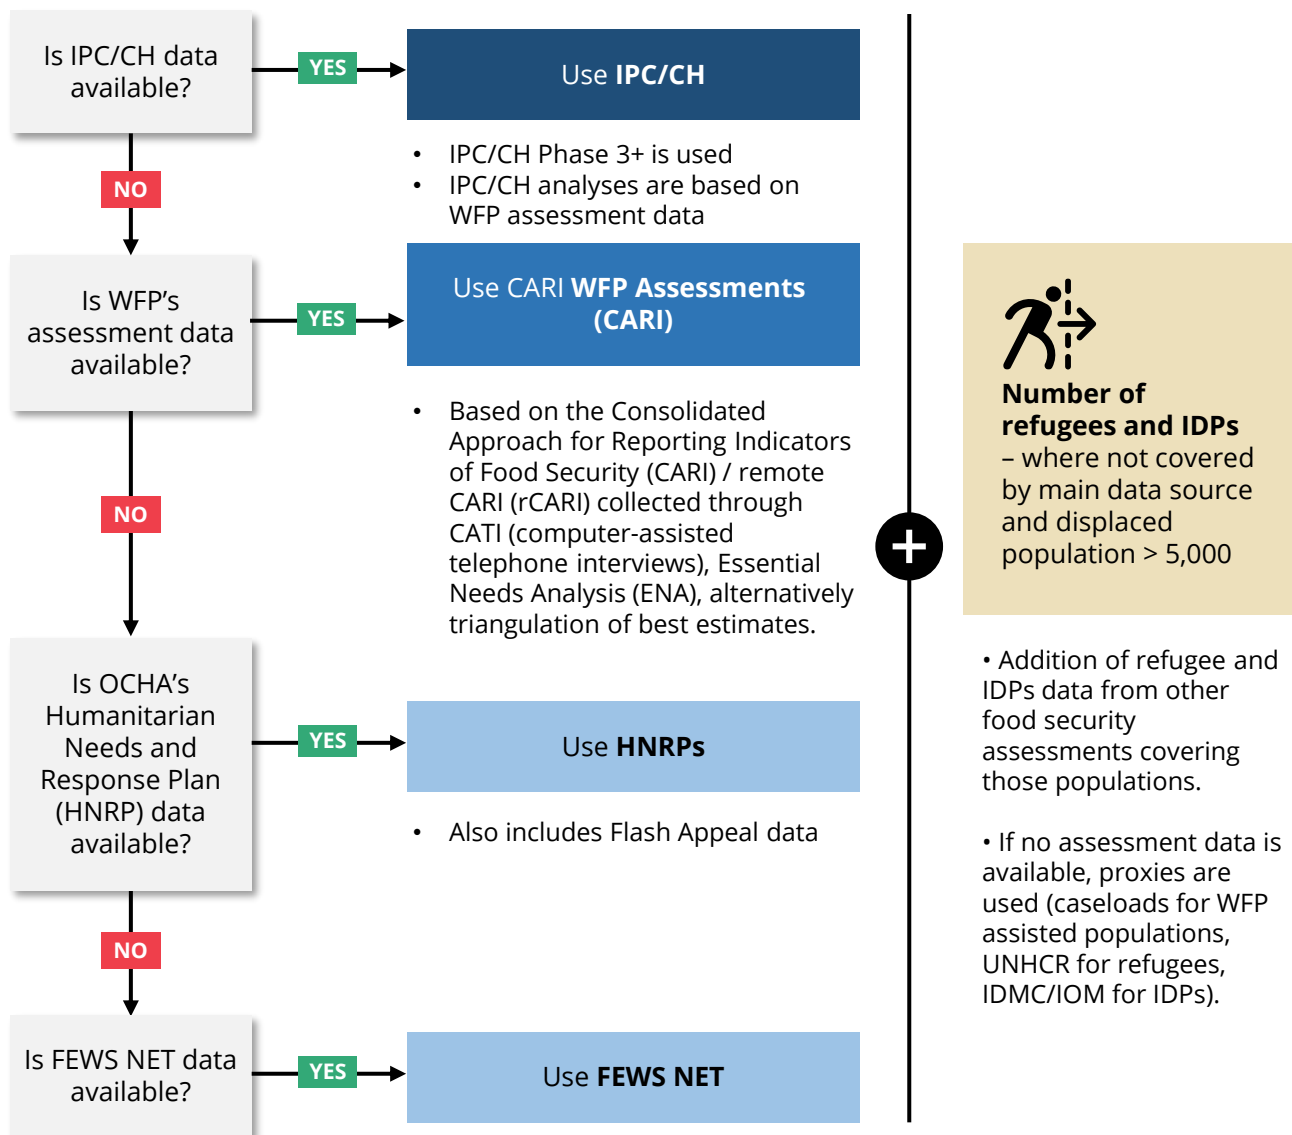 Is IPC/CH data
available?
YES
Use IPC/CH
• IPC/CH Phase 3+ is used
• IPC/CH analyses are based on
WFP assessment data
NO
Is WFP’s
assessment data
available?
YES
Use CARI WFP Assessments
(CARI)
• Based on the Consolidated
Approach for Reporting Indicators
of Food Security (CARI) / remote
CARI (rCARI) collected through
CATI (computer-assisted
telephone interviews), Essential
Needs Analysis (ENA), alternatively
triangulation of best estimates.
NO
Is OCHA’s
Humanitarian
Needs and
Response Plan
(HNRP) data
available?
YES
Use HNRPs
• Also includes Flash Appeal data
NO
Is FEWS NET data
available?
YES
Use FEWS NET
+
Number of
refugees and IDPs
– where not covered
by main data source
and displaced
population > 5,000
• Addition of refugee and
IDPs data from other
food security
assessments covering
those populations.
• If no assessment data is
available, proxies are
used (caseloads for WFP
assisted populations,
UNHCR for refugees,
IDMC/IOM for IDPs).